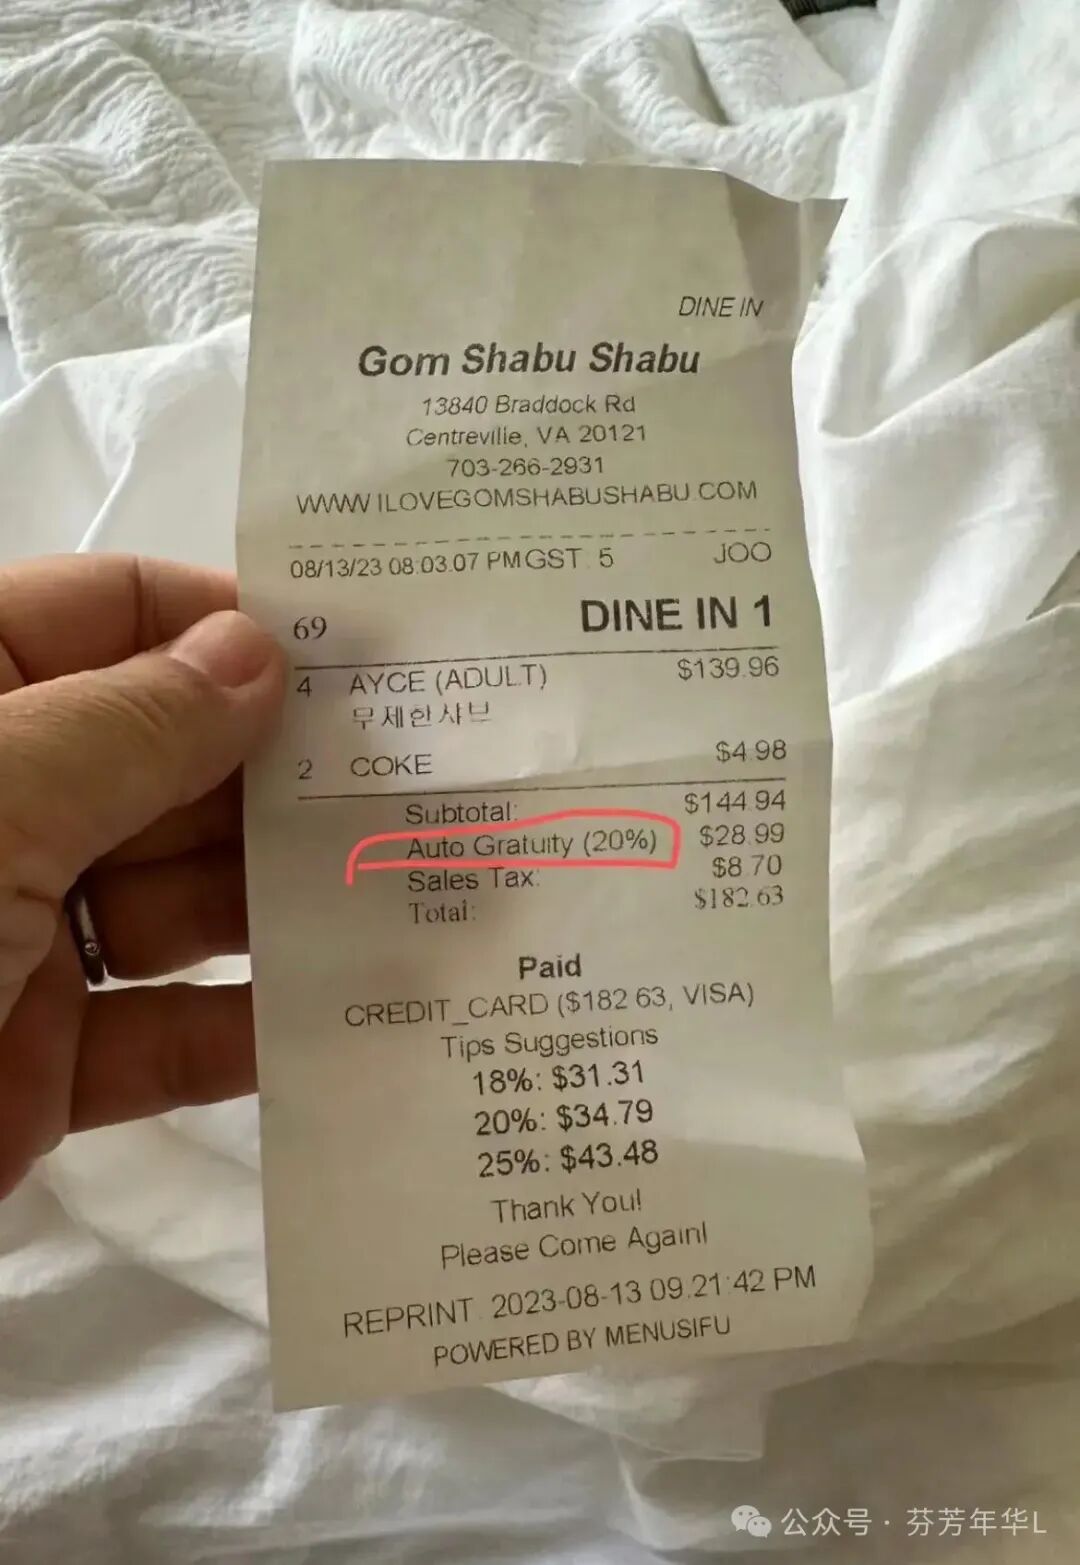 DINE IN
Gom Shabu Shabu
13840 Braddock Rd
Centreville, VA 20121
703-266-2931
WWW.ILOVEGOMSHABUSHABU.COM
08/13/23 08:03:07 PM GST: 5 JOO
69 DINE IN 1
4 AYCE (ADULT) $139.96
무제한샤브
2 COKE $4.98
Subtotal: $144.94
Auto Gratuity (20%) $28.99
Sales Tax: $8.70
Total: $182.63
Paid
CREDIT_CARD ($182.63, VISA)
Tips Suggestions
18%: $31.31
20%: $34.79
25%: $43.48
Thank You!
Please Come Again!
REPRINT: 2023-08-13 09:21:42 PM
POWERED BY MENUSIFU
公众号 · 芬芳年华L